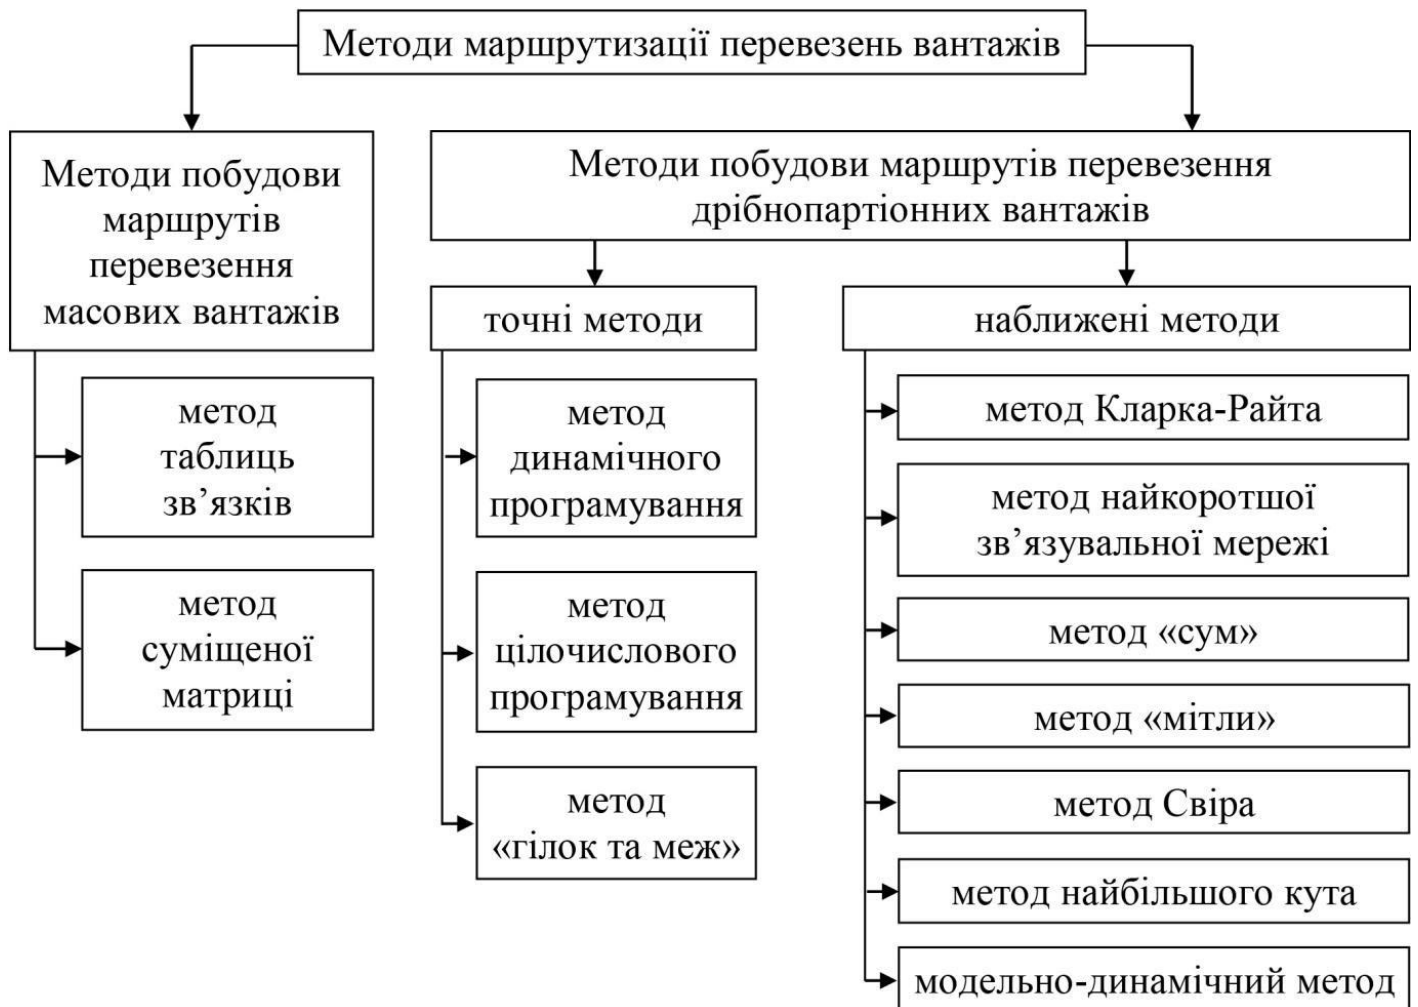 Методи маршрутизації перевезень вантажів
Методи побудови
маршрутів
перевезення
масових вантажів
метод
таблиць
зв’язків
метод
суміщеної
матриці
Методи побудови маршрутів перевезення
дрібнопартіонних вантажів
точні методи
метод
динамічного
програмування
метод
цілочислового
програмування
метод
«гілок та меж»
наближені методи
метод Кларка-Райта
метод найкоротшої
зв’язувальної мережі
метод «сум»
метод «мітли»
метод Свіра
метод найбільшого кута
модельно-динамічний метод